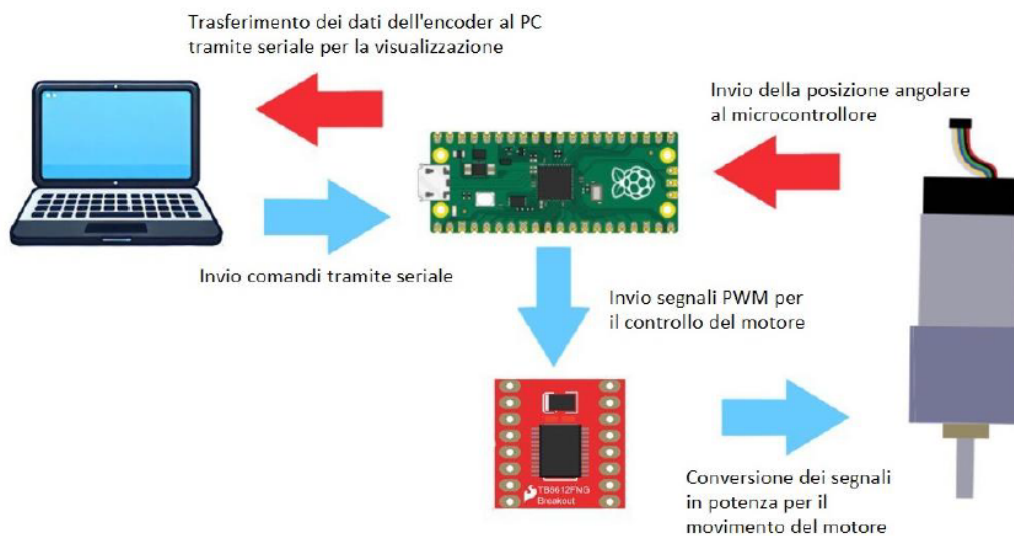 Trasferimento dei dati dell'encoder al PC
tramite seriale per la visualizzazione
Invio della posizione angolare
al microcontrollore
Invio comandi tramite seriale
Invio segnali PWM per
il controllo del motore
TB6612FNG
Breakout
Conversione dei segnali
in potenza per il
movimento del motore